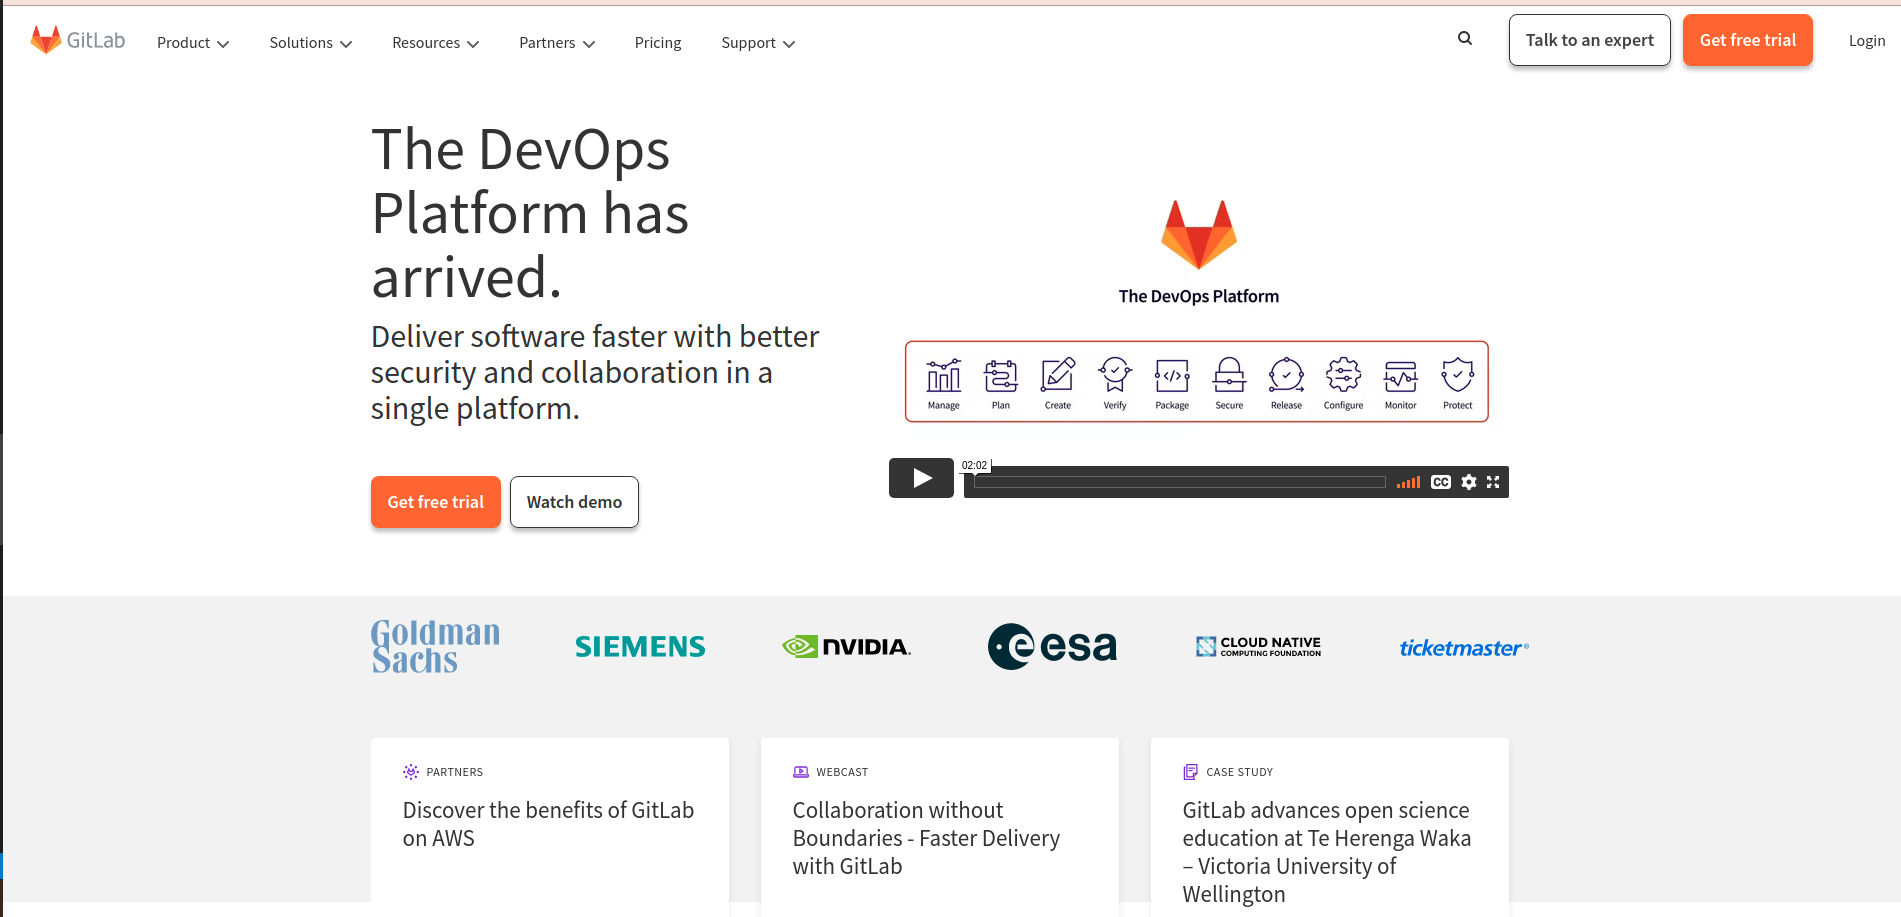 GitLab
Product
Solutions
Resources
Partners
Pricing
Support
Talk to an expert
Get free trial
Login
The DevOps
Platform has
arrived.
Deliver software faster with better
security and collaboration in a
single platform.
Get free trial
Watch demo
The DevOps Platform
Manage
Plan
Create
Verify
Package
Secure
Release
Configure
Monitor
Protect
02:02
CC
Goldman
Sachs
SIEMENS
NVIDIA.
esa
CLOUD NATIVE
COMPUTING FOUNDATION
ticketmaster®
PARTNERS
Discover the benefits of GitLab
on AWS
WEBCAST
Collaboration without
Boundaries - Faster Delivery
with GitLab
CASE STUDY
GitLab advances open science
education at Te Herenga Waka
– Victoria University of
Wellington